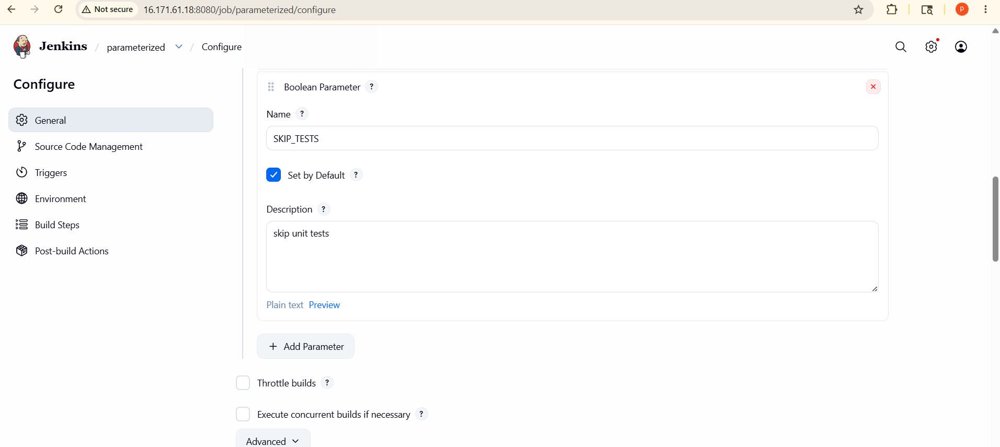 Not secure 16.171.61.18:8080/job/parameterized/configure P
Jenkins / parameterized / Configure
Configure
General
Source Code Management
Triggers
Environment
Build Steps
Post-build Actions
Boolean Parameter ?
Name ?
SKIP_TESTS
Set by Default ?
Description ?
skip unit tests
Plain text Preview
+ Add Parameter
Throttle builds ?
Execute concurrent builds if necessary ?
Advanced